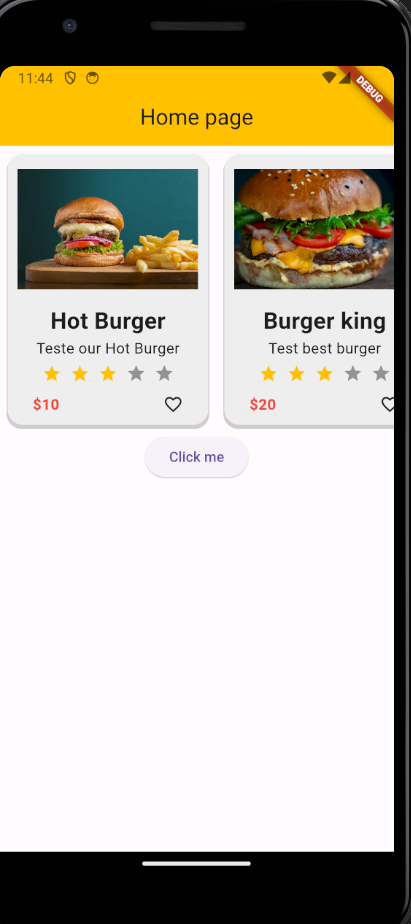 11:44
DEBUG
Home page
Hot Burger
Burger king
Teste our Hot Burger
Test best burger
$10
$20
Click me